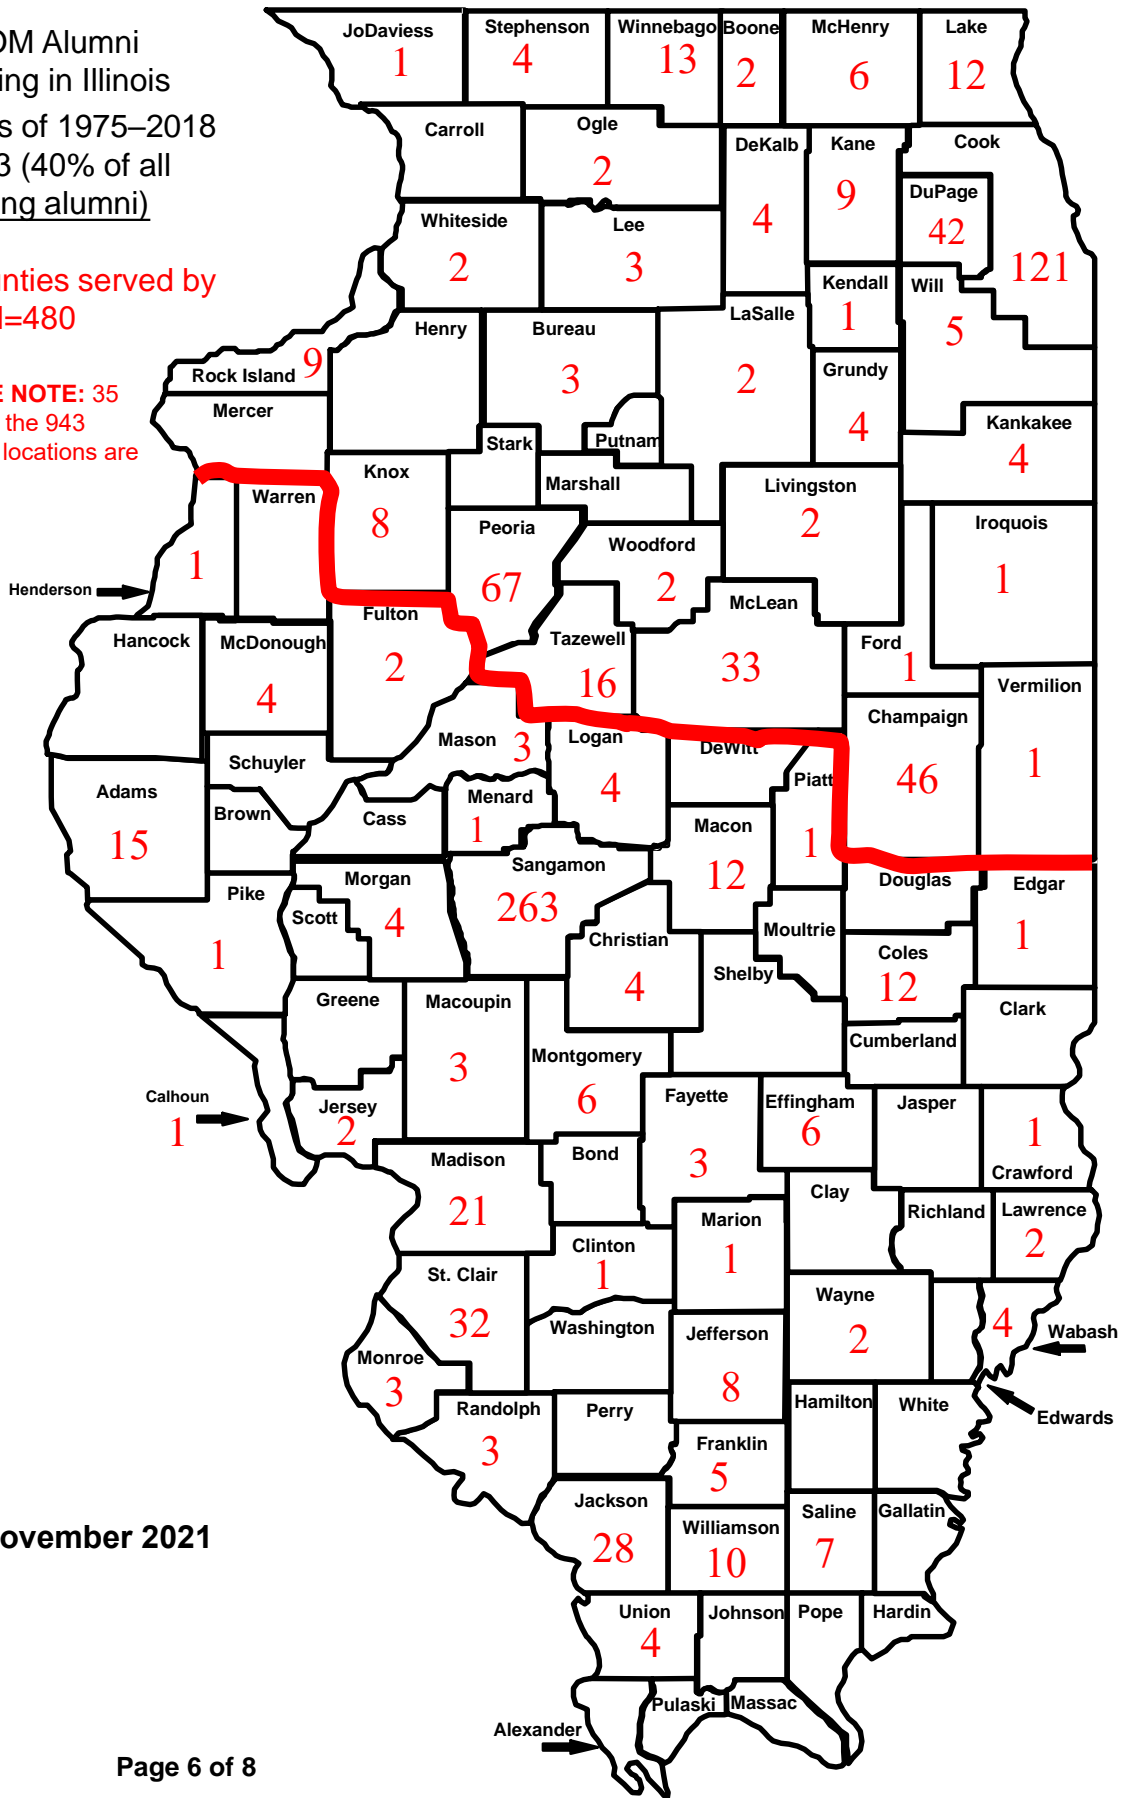 OM Alumni
ing in Illinois
s of 1975–2018
3 (40% of all
ng alumni)
nties served by
=480
E NOTE: 35
the 943
locations are
JoDaviess
1
Stephenson
4
Winnebago
13
Boone
2
McHenry
6
Lake
12
Carroll
Ogle
2
DeKalb
4
Kane
9
Cook
121
DuPage
42
Whiteside
2
Lee
3
Kendall
1
Will
5
Rock Island
9
Henry
Bureau
3
LaSalle
2
Grundy
4
Mercer
Stark
Putnam
Kankakee
4
Knox
8
Marshall
Livingston
2
Warren
Peoria
67
Woodford
2
Iroquois
1
Henderson
1
McLean
33
Ford
1
Hancock
McDonough
4
Fulton
2
Tazewell
16
Vermilion
1
Champaign
46
Mason
3
Logan
4
DeWitt
Piatt
1
Schuyler
Adams
15
Brown
Cass
Menard
1
Macon
12
Sangamon
263
Morgan
4
Douglas
Edgar
1
Pike
1
Scott
Christian
4
Moultrie
Coles
12
Shelby
Greene
Macoupin
3
Clark
Cumberland
Montgomery
6
Calhoun
1
Jersey
2
Fayette
3
Effingham
6
Jasper
Crawford
1
Madison
21
Bond
Clay
Richland
Lawrence
2
Marion
1
Clinton
1
St. Clair
32
Wayne
2
Wabash
4
Washington
Jefferson
8
Monroe
3
Edwards
Randolph
3
Perry
Hamilton
White
Franklin
5
Jackson
28
Williamson
10
Saline
7
Gallatin
ovember 2021
Union
4
Johnson
Pope
Hardin
Pulaski
Massac
Alexander
Page 6 of 8